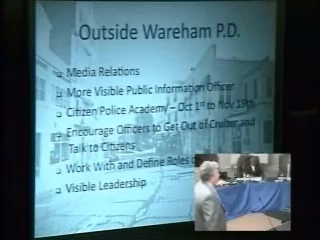 Outside Wareham P.D.
Media Relations
More Visible Public Information Officer
Citizen Police Academy – Oct 1st to Nov 19th
Encourage Officers to Get Out of Cruiser and
Talk to Citizens
Work With and Define Roles
Visible Leadership